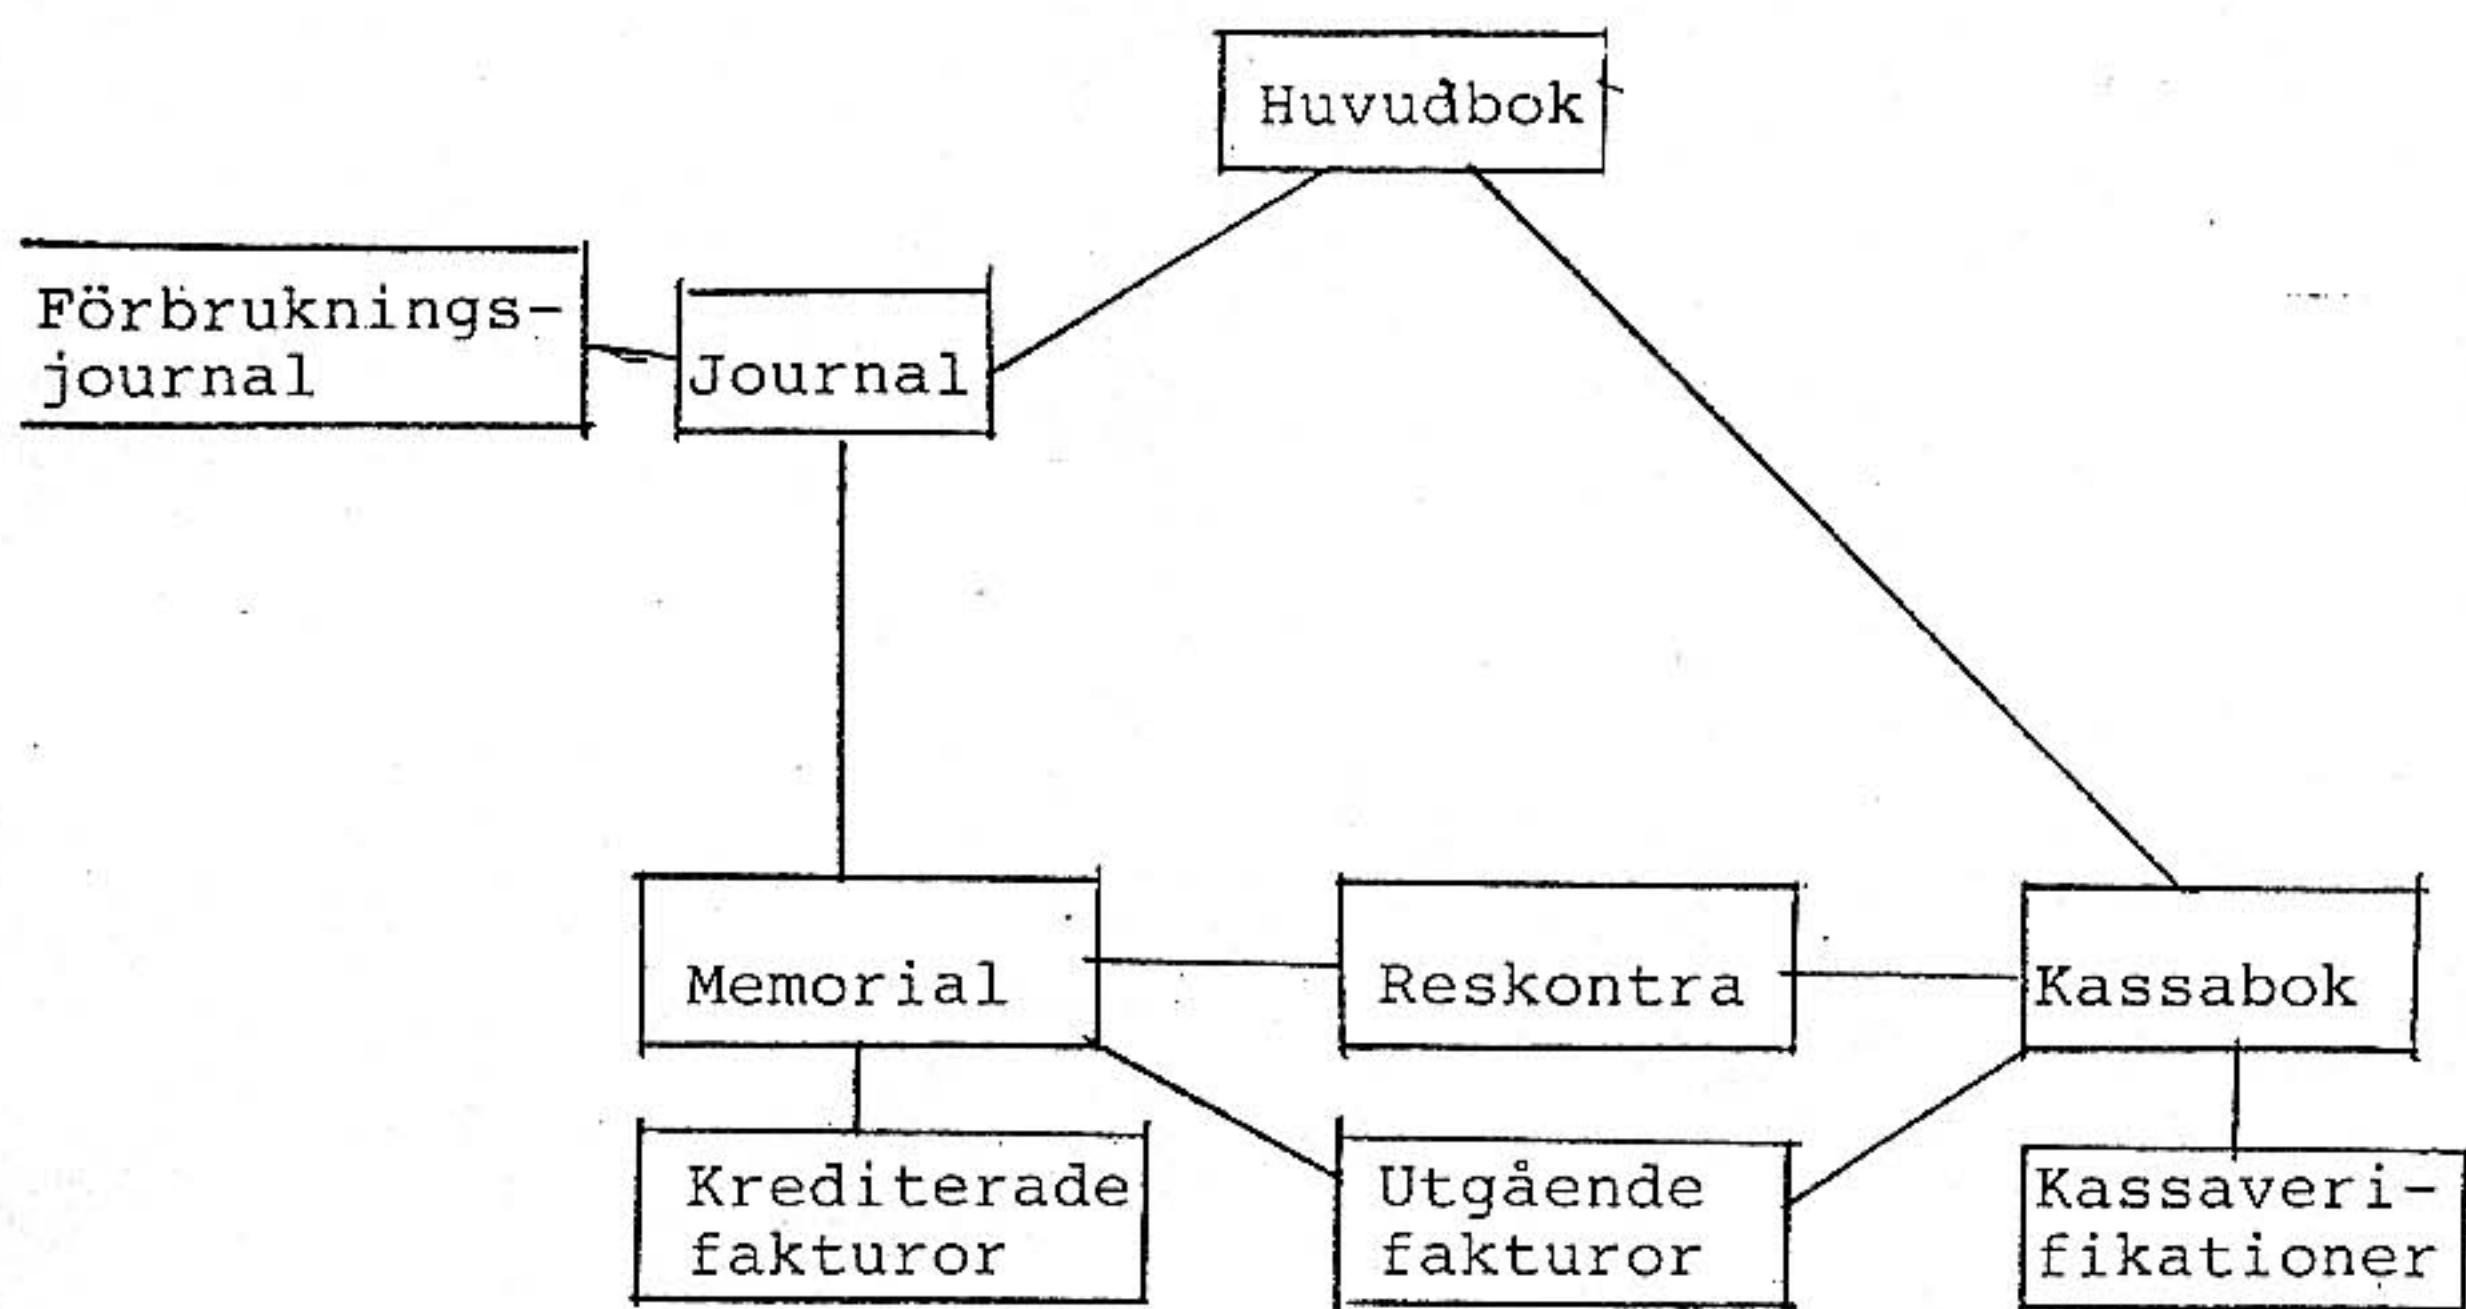 Huvudbok
Förbruknings-
journal
Journal
Memorial
Reskontra
Kassabok
Krediterade
fakturor
Utgående
fakturor
Kassaveri-
fikationer